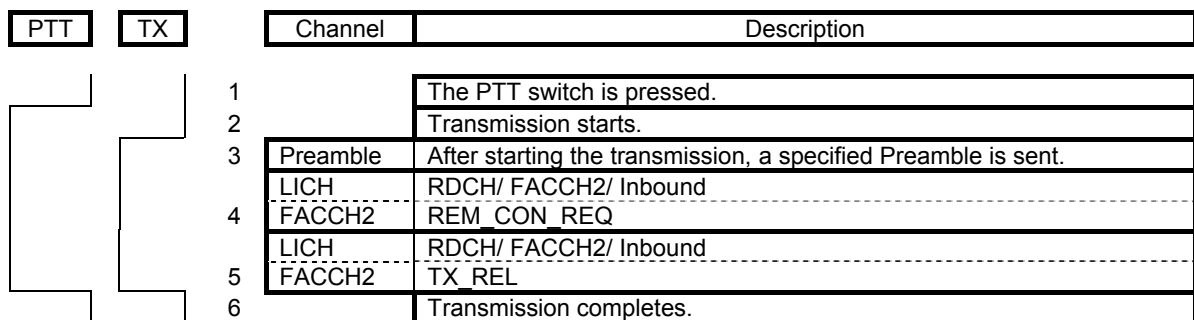 PTT TX Channel Description
1 The PTT switch is pressed.
2 Transmission starts.
3 Preamble After starting the transmission, a specified Preamble is sent.
LICH RDCH/ FACCH2/ Inbound
4 FACCH2 REM_CON_REQ
LICH RDCH/ FACCH2/ Inbound
5 FACCH2 TX_REL
6 Transmission completes.